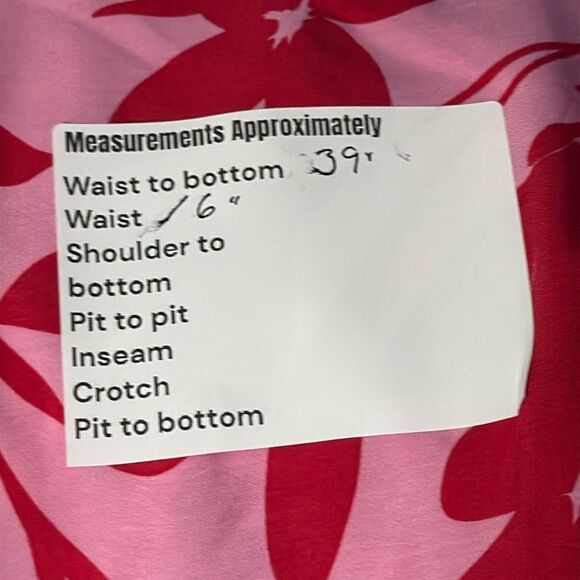 Measurements Approximately
Waist to bottom 39"
Waist 16"
Shoulder to
bottom
Pit to pit
Inseam
Crotch
Pit to bottom